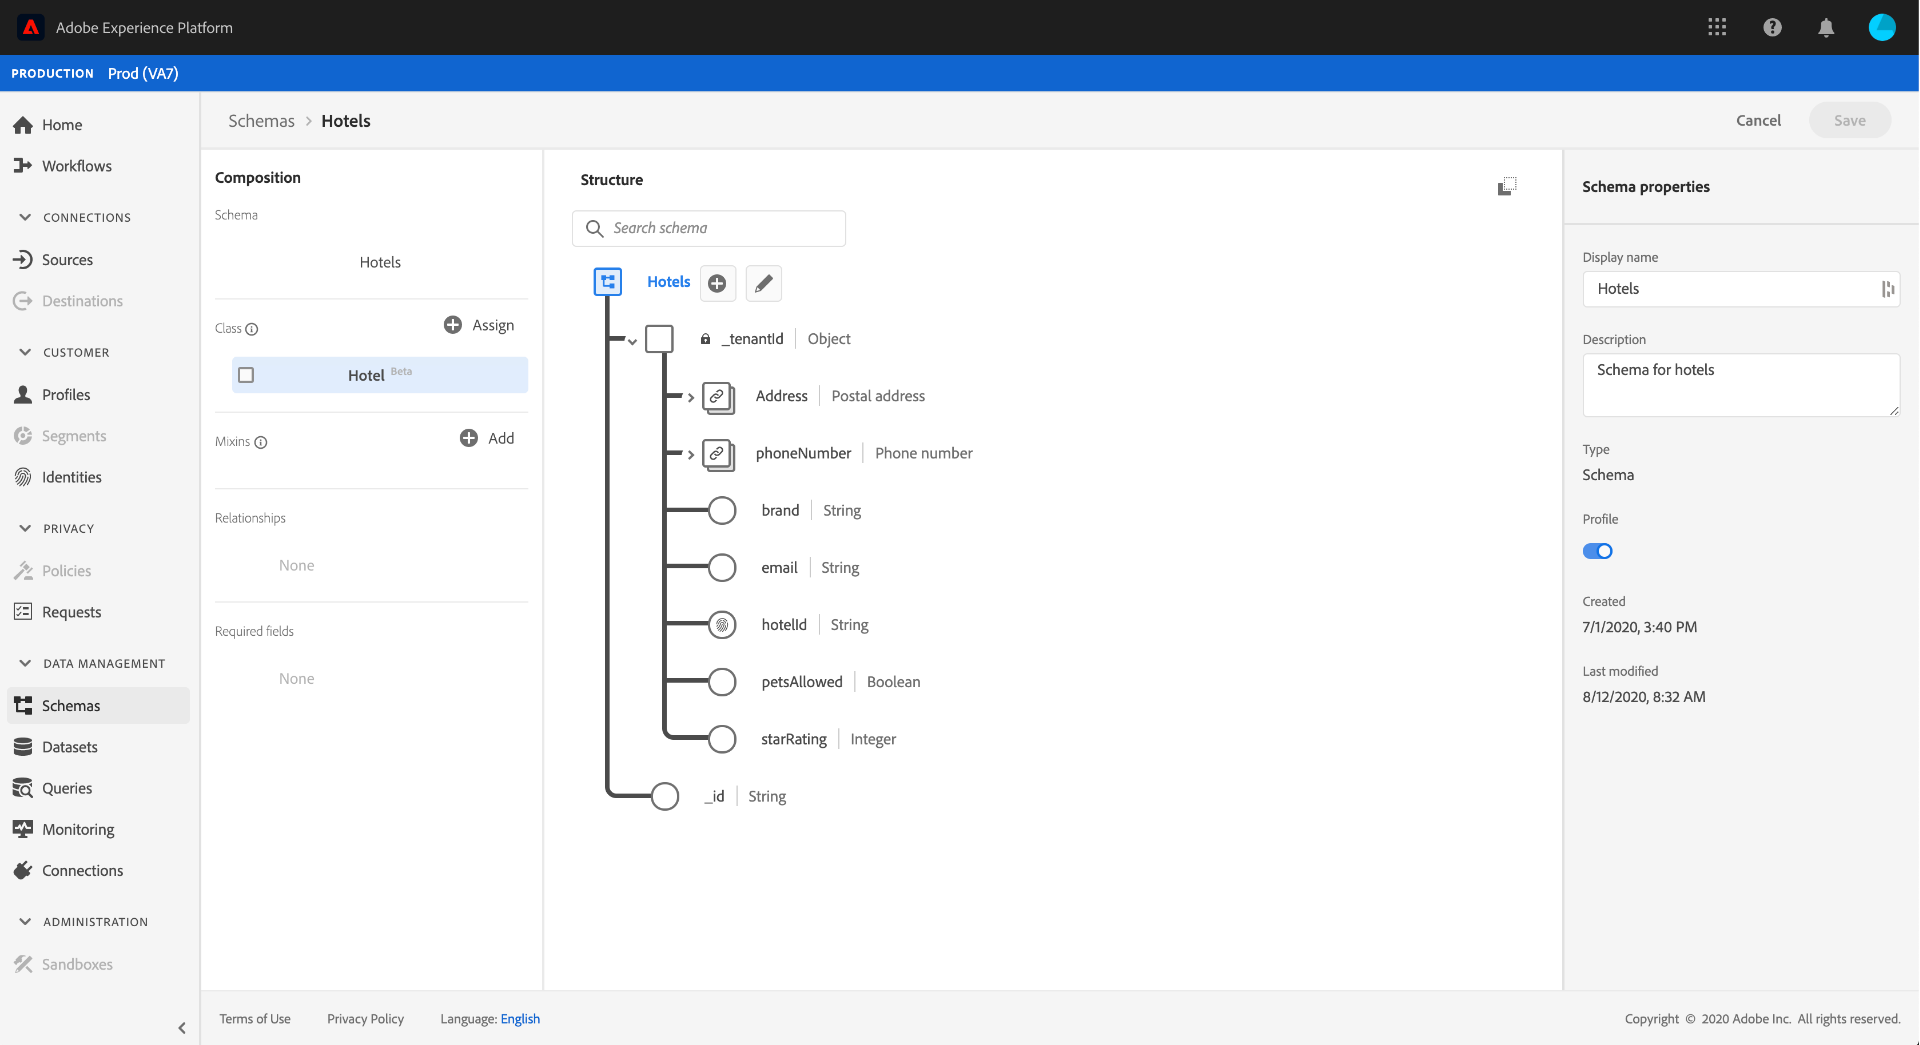 Adobe Experience Platform
PRODUCTION Prod (VA7)
Home
Workflows
CONNECTIONS
Sources
Destinations
CUSTOMER
Profiles
Segments
Identities
PRIVACY
Policies
Requests
DATA MANAGEMENT
Schemas
Datasets
Queries
Monitoring
Connections
ADMINISTRATION
Sandboxes
Schemas > Hotels
Cancel Save
Composition
Schema
Hotels
Class Assign
Hotel Beta
Mixins Add
Relationships
None
Required fields
None
Structure
Search schema
Hotels
_tenantId Object
Address Postal address
phoneNumber Phone number
brand String
email String
hotelId String
petsAllowed Boolean
starRating Integer
_id String
Schema properties
Display name
Hotels
Description
Schema for hotels
Type
Schema
Profile
Created
7/1/2020, 3:40 PM
Last modified
8/12/2020, 8:32 AM
Terms of Use Privacy Policy Language: English
Copyright © 2020 Adobe Inc. All rights reserved.